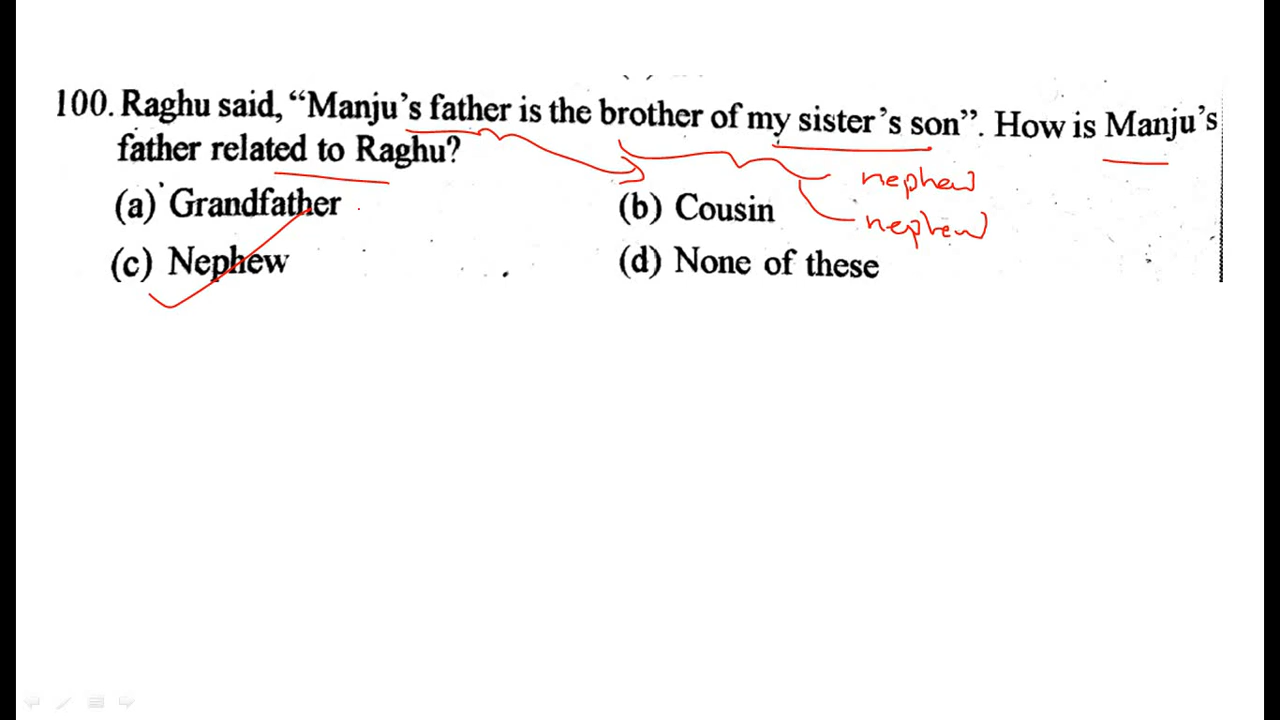 100. Raghu said, “Manju’s father is the brother of my sister’s son”. How is Manju’s
father related to Raghu?
nephew
(a) Grandfather (b) Cousin
nephew
(c) Nephew (d) None of these